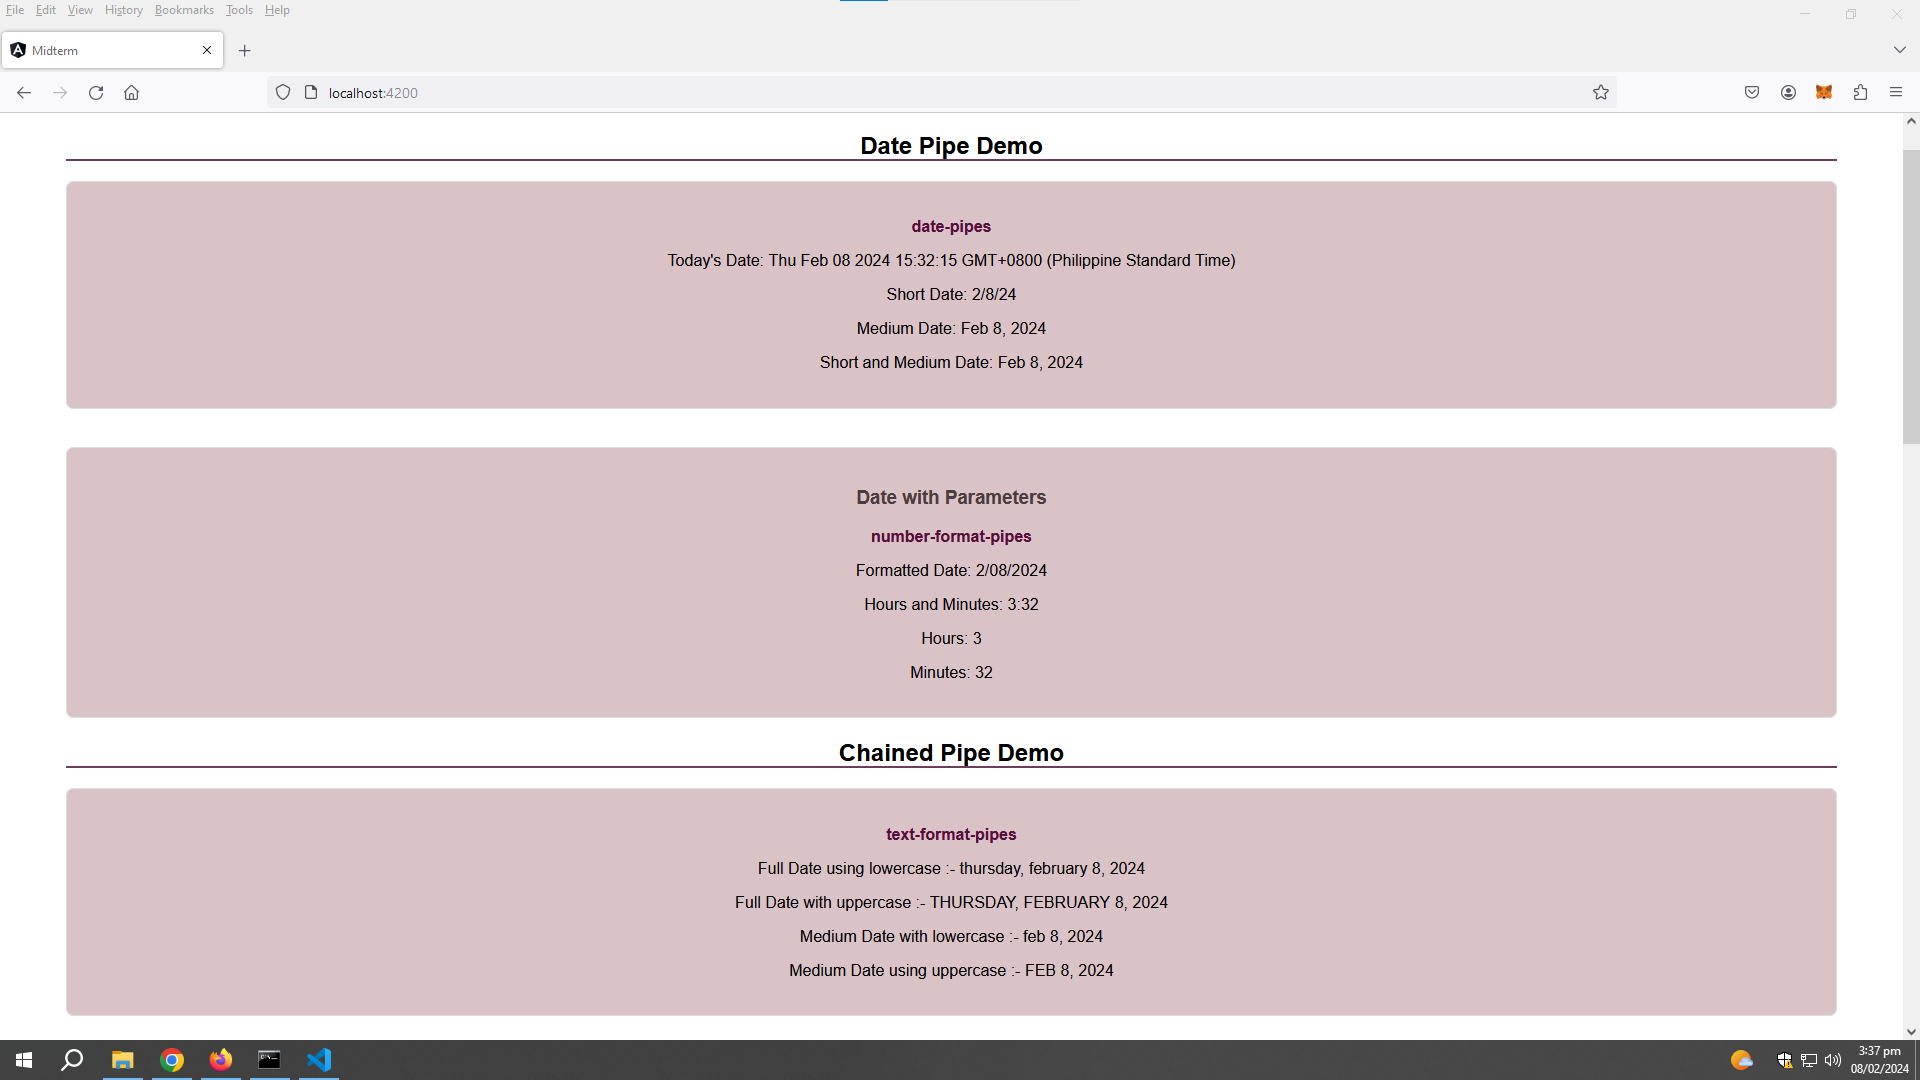 File Edit View History Bookmarks Tools Help
Midterm
localhost:4200
Date Pipe Demo
date-pipes
Today's Date: Thu Feb 08 2024 15:32:15 GMT+0800 (Philippine Standard Time)
Short Date: 2/8/24
Medium Date: Feb 8, 2024
Short and Medium Date: Feb 8, 2024
Date with Parameters
number-format-pipes
Formatted Date: 2/08/2024
Hours and Minutes: 3:32
Hours: 3
Minutes: 32
Chained Pipe Demo
text-format-pipes
Full Date using lowercase :- thursday, february 8, 2024
Full Date with uppercase :- THURSDAY, FEBRUARY 8, 2024
Medium Date with lowercase :- feb 8, 2024
Medium Date using uppercase :- FEB 8, 2024
3:37 pm
08/02/2024